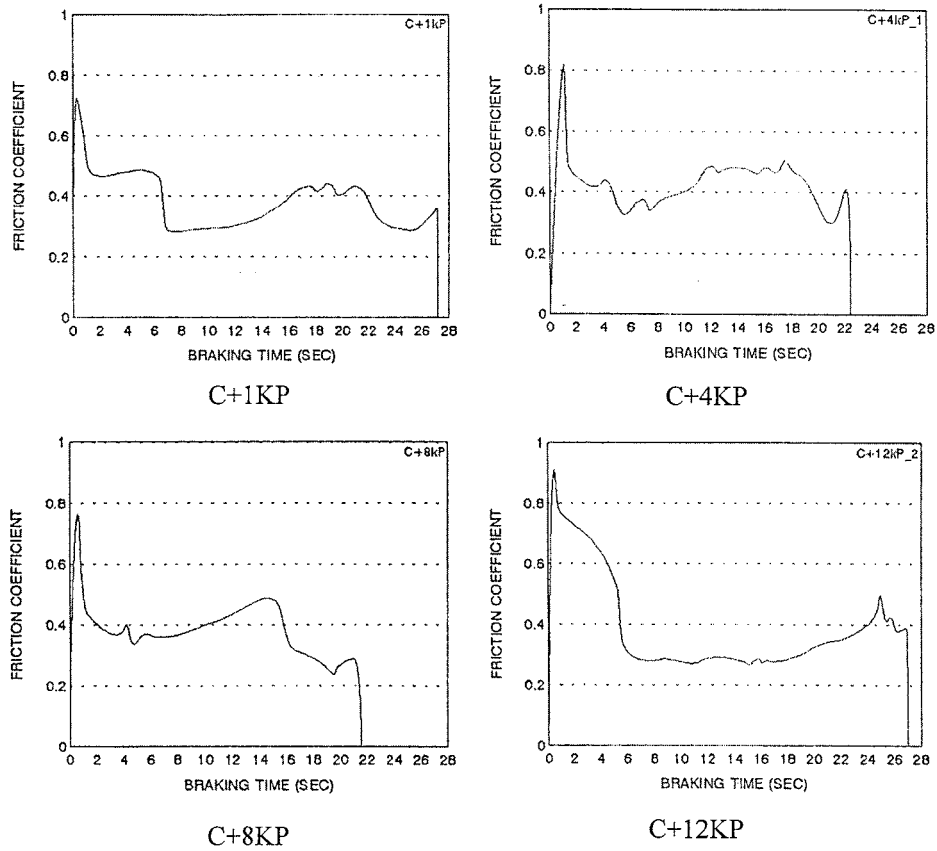 C+1kP
FRICTION COEFFICIENT
1
0.8
0.6
0.4
0.2
0
0 2 4 6 8 10 12 14 16 18 20 22 24 26 28
BRAKING TIME (SEC)
C+1KP
C+4kP_1
FRICTION COEFFICIENT
1
0.8
0.6
0.4
0.2
0
0 2 4 6 8 10 12 14 16 18 20 22 24 26 28
BRAKING TIME (SEC)
C+4KP
C+8kP
FRICTION COEFFICIENT
1
0.8
0.6
0.4
0.2
0
0 2 4 6 8 10 12 14 16 18 20 22 24 26 28
BRAKING TIME (SEC)
C+8KP
C+12kP_2
FRICTION COEFFICIENT
1
0.8
0.6
0.4
0.2
0
0 2 4 6 8 10 12 14 16 18 20 22 24 26 28
BRAKING TIME (SEC)
C+12KP